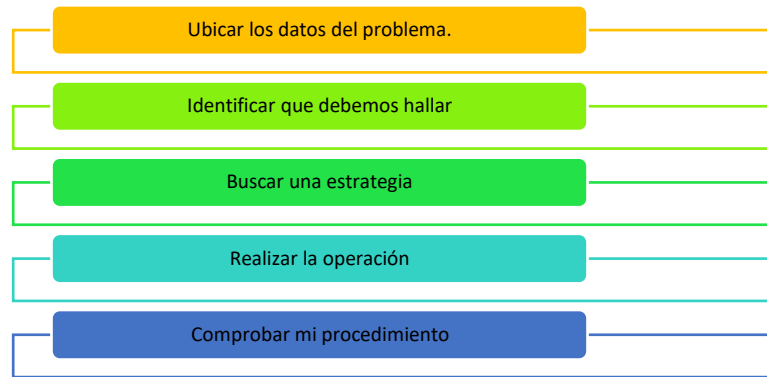 Ubicar los datos del problema.
Identificar que debemos hallar
Buscar una estrategia
Realizar la operación
Comprobar mi procedimiento